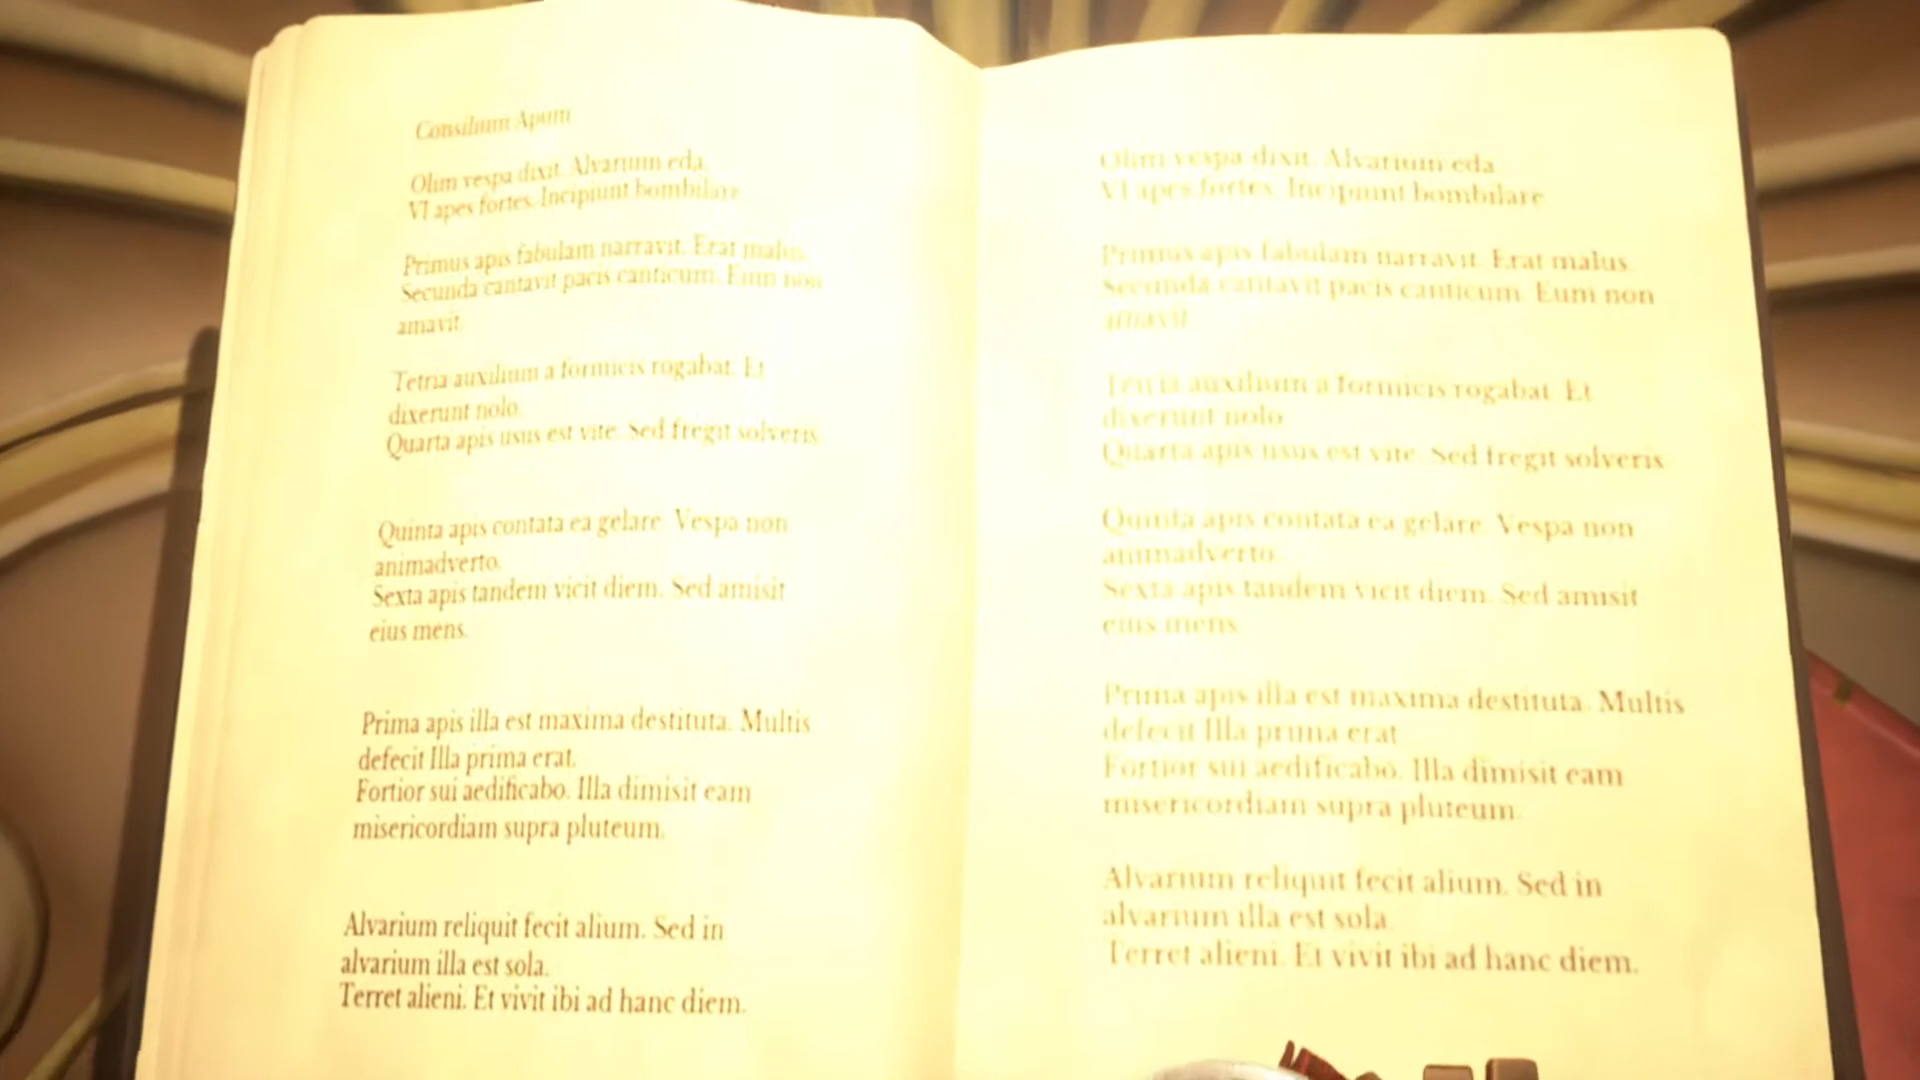 Consilium Apum
Olim vespa dixit. Alvarium eda.
VI apes fortes. Incipiunt bombilare
Primus apis fabulam narravit. Erat malus.
Secunda cantavit pacis canticum. Eum non
amavit.
Tetria auxilium a formicis rogabat. Et
dixerunt nolo.
Quarta apis usus est vite. Sed fregit solveris
Quinta apis contata ea gelare. Vespa non
animadverto.
Sexta apis tandem vicit diem. Sed amisit
eius mens.
Prima apis illa est maxima destituta. Multis
defecit Illa prima erat.
Fortior sui aedificabo. Illa dimisit eam
misericordiam supra pluteum.
Alvarium reliquit fecit alium. Sed in
alvarium illa est sola.
Terret alieni. Et vivit ibi ad hanc diem.
Olim vespa dixit. Alvarium eda
VI apes fortes. Incipiunt bombilare
Primus apis fabulam narravit. Erat malus.
Secunda cantavit pacis canticum. Eum non
amavit
Tetria auxilium a formicis rogabat. Et
dixerunt nolo
Quarta apis usus est vite. Sed fregit solveris
Quinta apis contata ea gelare. Vespa non
animadverto.
Sexta apis tandem vicit diem. Sed amisit
eius mens.
Prima apis illa est maxima destituta. Multis
defecit Illa prima erat
Fortior sui aedificabo. Illa dimisit eam
misericordiam supra pluteum.
Alvarium reliquit fecit alium. Sed in
alvarium illa est sola.
Terret alieni. Et vivit ibi ad hanc diem.